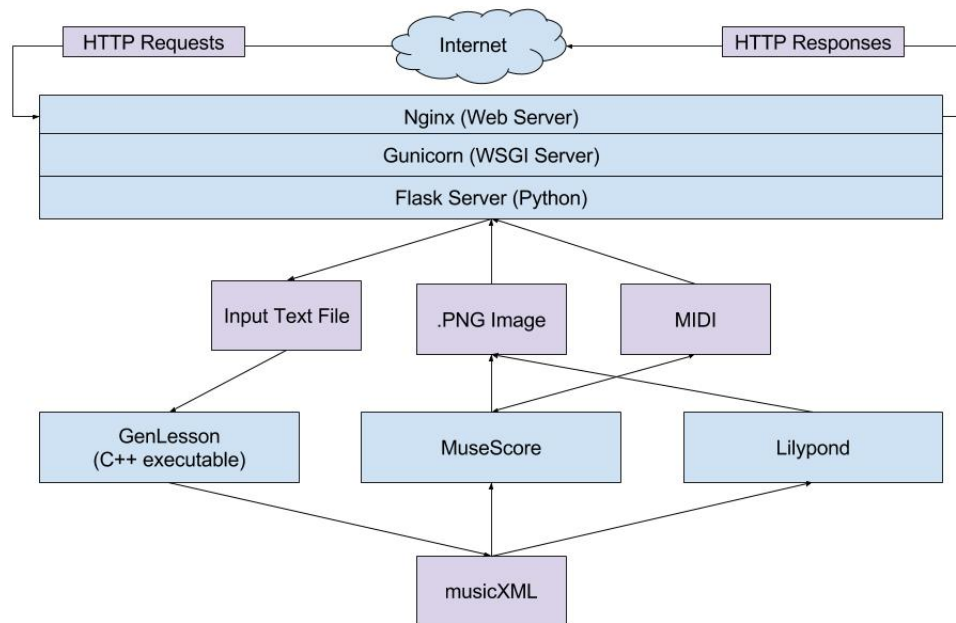 HTTP Requests
Internet
HTTP Responses
Nginx (Web Server)
Gunicorn (WSGI Server)
Flask Server (Python)
Input Text File
.PNG Image
MIDI
GenLesson
(C++ executable)
MuseScore
Lilypond
musicXML